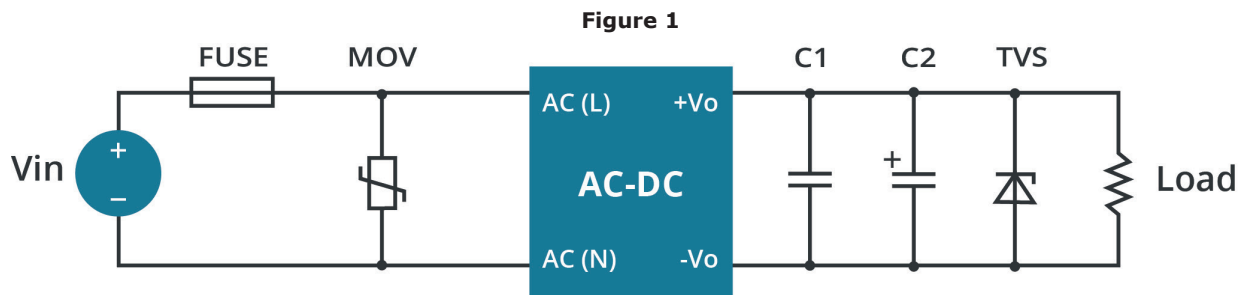 Figure 1
FUSE MOV C1 C2 TVS
AC (L) +Vo
Vin + AC-DC + Load
−
AC (N) -Vo